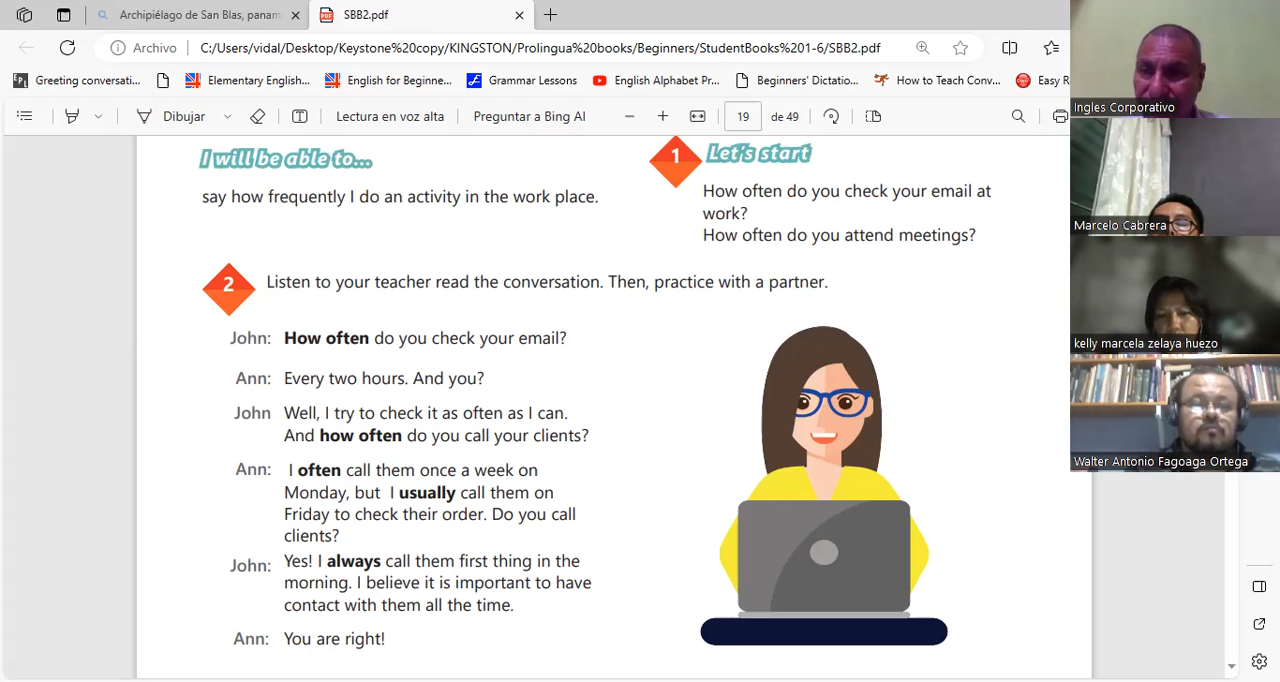 Archipiélago de San Blas, panam
SBB2.pdf
Archivo
C:/Users/vidal/Desktop/Keystone%20copy/KINGSTON/Prolingua%20books/Beginners/StudentBooks%201-6/SBB2.pdf
Greeting conversati...
Elementary English...
English for Beginne...
Grammar Lessons
English Alphabet Pr...
Beginners' Dictatio...
How to Teach Conv...
Easy R
Dibujar
Lectura en voz alta
Preguntar a Bing AI
19
de 49
I will be able to...
say how frequently I do an activity in the work place.
1
Let's start
How often do you check your email at
work?
How often do you attend meetings?
2
Listen to your teacher read the conversation. Then, practice with a partner.
John: How often do you check your email?
Ann: Every two hours. And you?
John Well, I try to check it as often as I can.
And how often do you call your clients?
Ann: I often call them once a week on
Monday, but I usually call them on
Friday to check their order. Do you call
clients?
John: Yes! I always call them first thing in the
morning. I believe it is important to have
contact with them all the time.
Ann: You are right!
Ingles Corporativo
Marcelo Cabrera
kelly marcela zelaya huezo
Walter Antonio Fagoaga Ortega